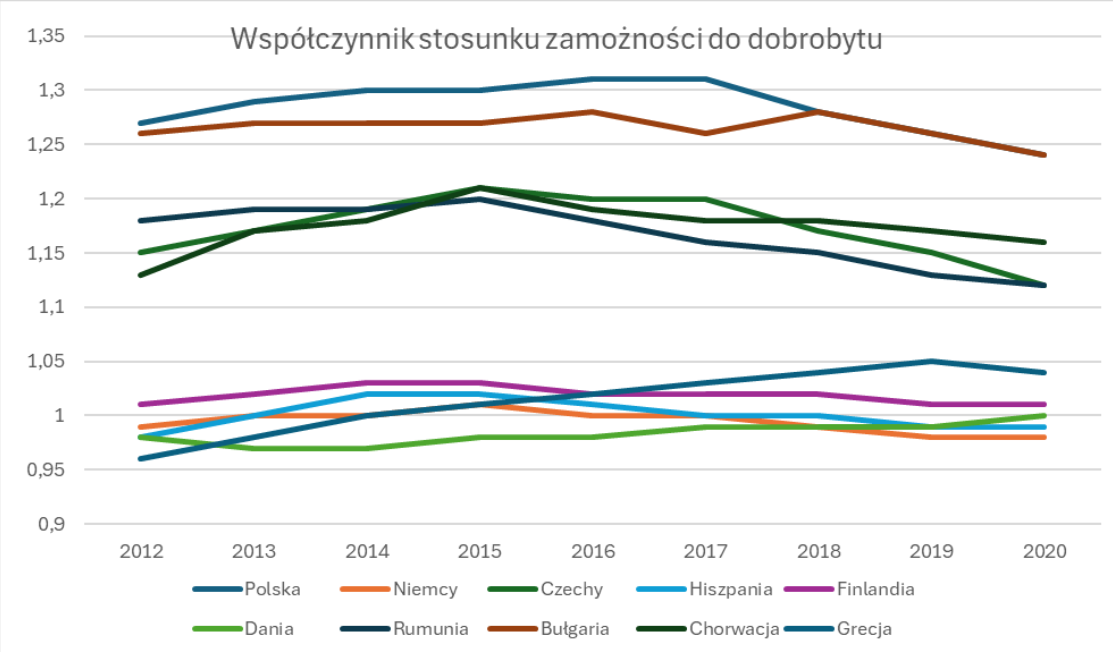 Współczynnik stosunku zamożności do dobrobytu
1,35
1,3
1,25
1,2
1,15
1,1
1,05
1
0,95
0,9
2012 2013 2014 2015 2016 2017 2018 2019 2020
Polska Niemcy Czechy Hiszpania Finlandia
Dania Rumunia Bułgaria Chorwacja Grecja